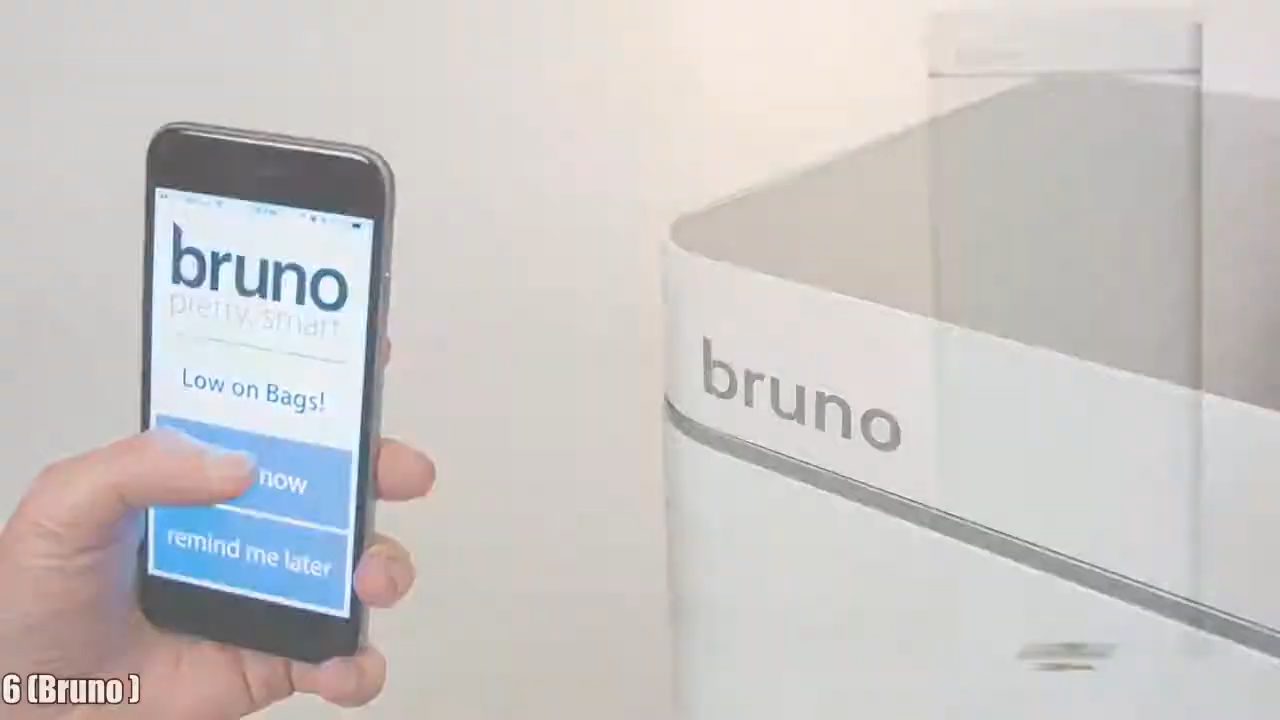 bruno
pretty, smart
Low on Bags!
now
remind me later
bruno
6 (Bruno )